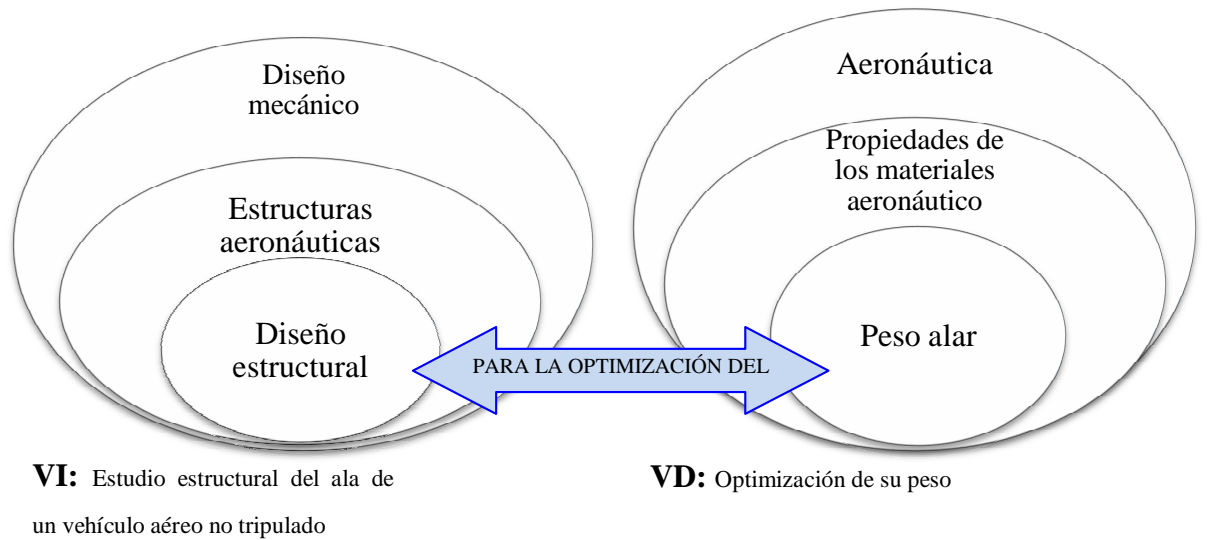 Diseño
mecánico
Estructuras
aeronáuticas
Diseño
estructural
PARA LA OPTIMIZACIÓN DEL
Aeronáutica
Propiedades de
los materiales
aeronáutico
Peso alar
VI: Estudio estructural del ala de
un vehículo aéreo no tripulado
VD: Optimización de su peso